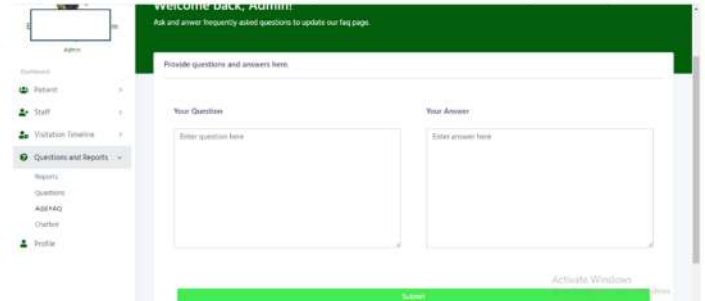 Welcome back, Admin!
Ask and anwer frequently asked questions to update our faq page.
Admin
Dashboard
Patient
Staff
Visitation Timeline
Questions and Reports
Reports
Questions
Add FAQ
Chatbot
Profile
Provide questions and answers here.
Your Question
Enter question here
Your Answer
Enter answer here
Submit
Activate Windows